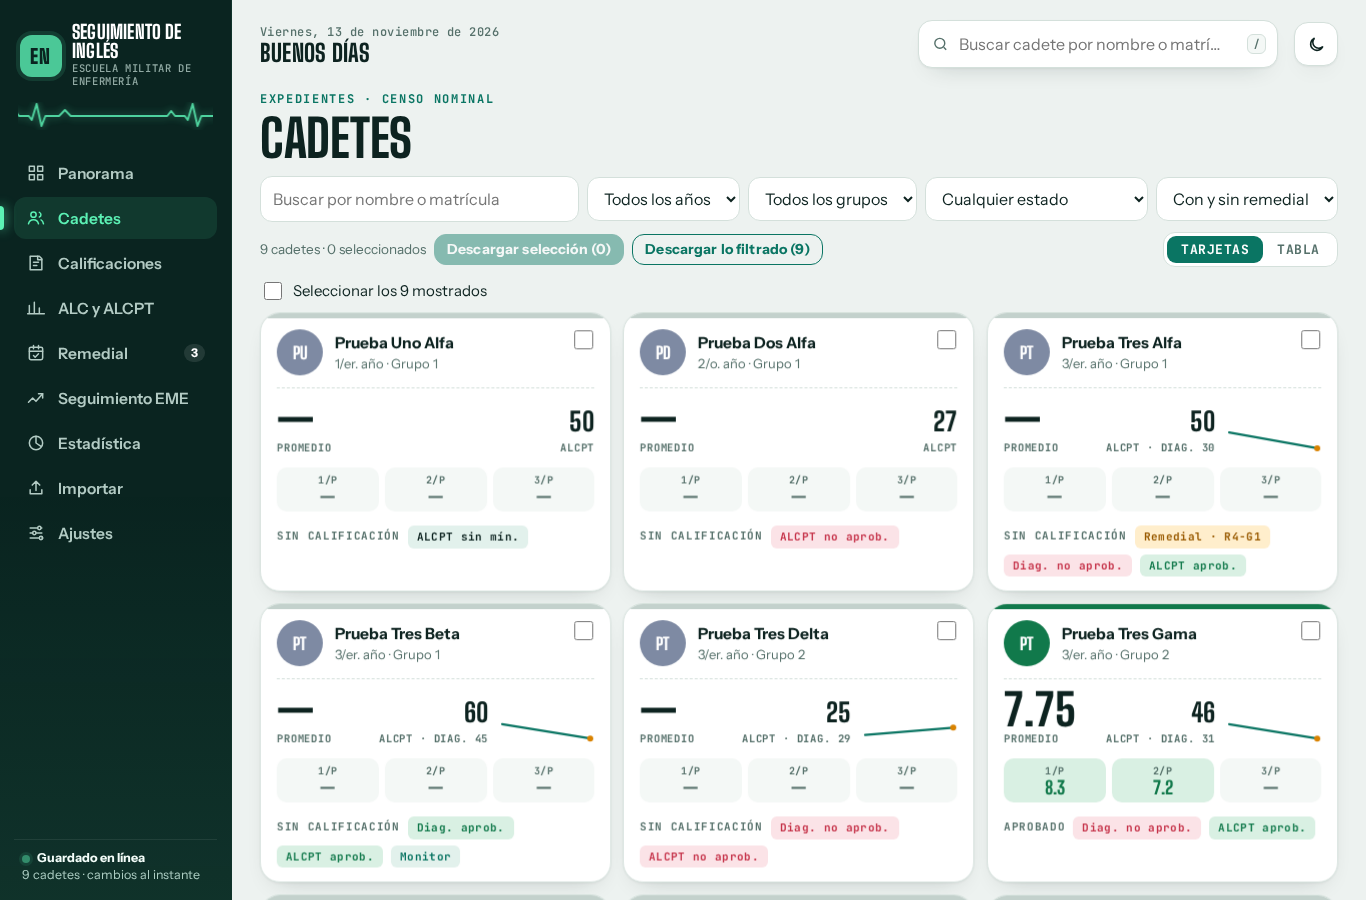 EN
SEGUIMIENTO DE
INGLÉS
ESCUELA MILITAR DE
ENFERMERÍA
Panorama
Cadetes
Calificaciones
ALC y ALCPT
Remedial 3
Seguimiento EME
Estadística
Importar
Ajustes
Guardado en línea
9 cadetes · cambios al instante
Viernes, 13 de noviembre de 2026
BUENOS DÍAS
Buscar cadete por nombre o matrí... /
EXPEDIENTES · CENSO NOMINAL
CADETES
Buscar por nombre o matrícula Todos los años Todos los grupos Cualquier estado Con y sin remedial
9 cadetes · 0 seleccionados Descargar selección (0) Descargar lo filtrado (9) TARJETAS TABLA
Seleccionar los 9 mostrados
PU
Prueba Uno Alfa
1/er. año · Grupo 1
— 50
PROMEDIO ALCPT
1/P 2/P 3/P
— — —
SIN CALIFICACIÓN ALCPT sin mín.
PD
Prueba Dos Alfa
2/o. año · Grupo 1
— 27
PROMEDIO ALCPT
1/P 2/P 3/P
— — —
SIN CALIFICACIÓN ALCPT no aprob.
PT
Prueba Tres Alfa
3/er. año · Grupo 1
— 50
PROMEDIO ALCPT · DIAG. 30
1/P 2/P 3/P
— — —
SIN CALIFICACIÓN Remedial · R4-G1
Diag. no aprob. ALCPT aprob.
PT
Prueba Tres Beta
3/er. año · Grupo 1
— 60
PROMEDIO ALCPT · DIAG. 45
1/P 2/P 3/P
— — —
SIN CALIFICACIÓN Diag. aprob.
ALCPT aprob. Monitor
PT
Prueba Tres Delta
3/er. año · Grupo 2
— 25
PROMEDIO ALCPT · DIAG. 29
1/P 2/P 3/P
— — —
SIN CALIFICACIÓN Diag. no aprob.
ALCPT no aprob.
PT
Prueba Tres Gama
3/er. año · Grupo 2
7.75 46
PROMEDIO ALCPT · DIAG. 31
1/P 2/P 3/P
8.3 7.2 —
APROBADO Diag. no aprob. ALCPT aprob.